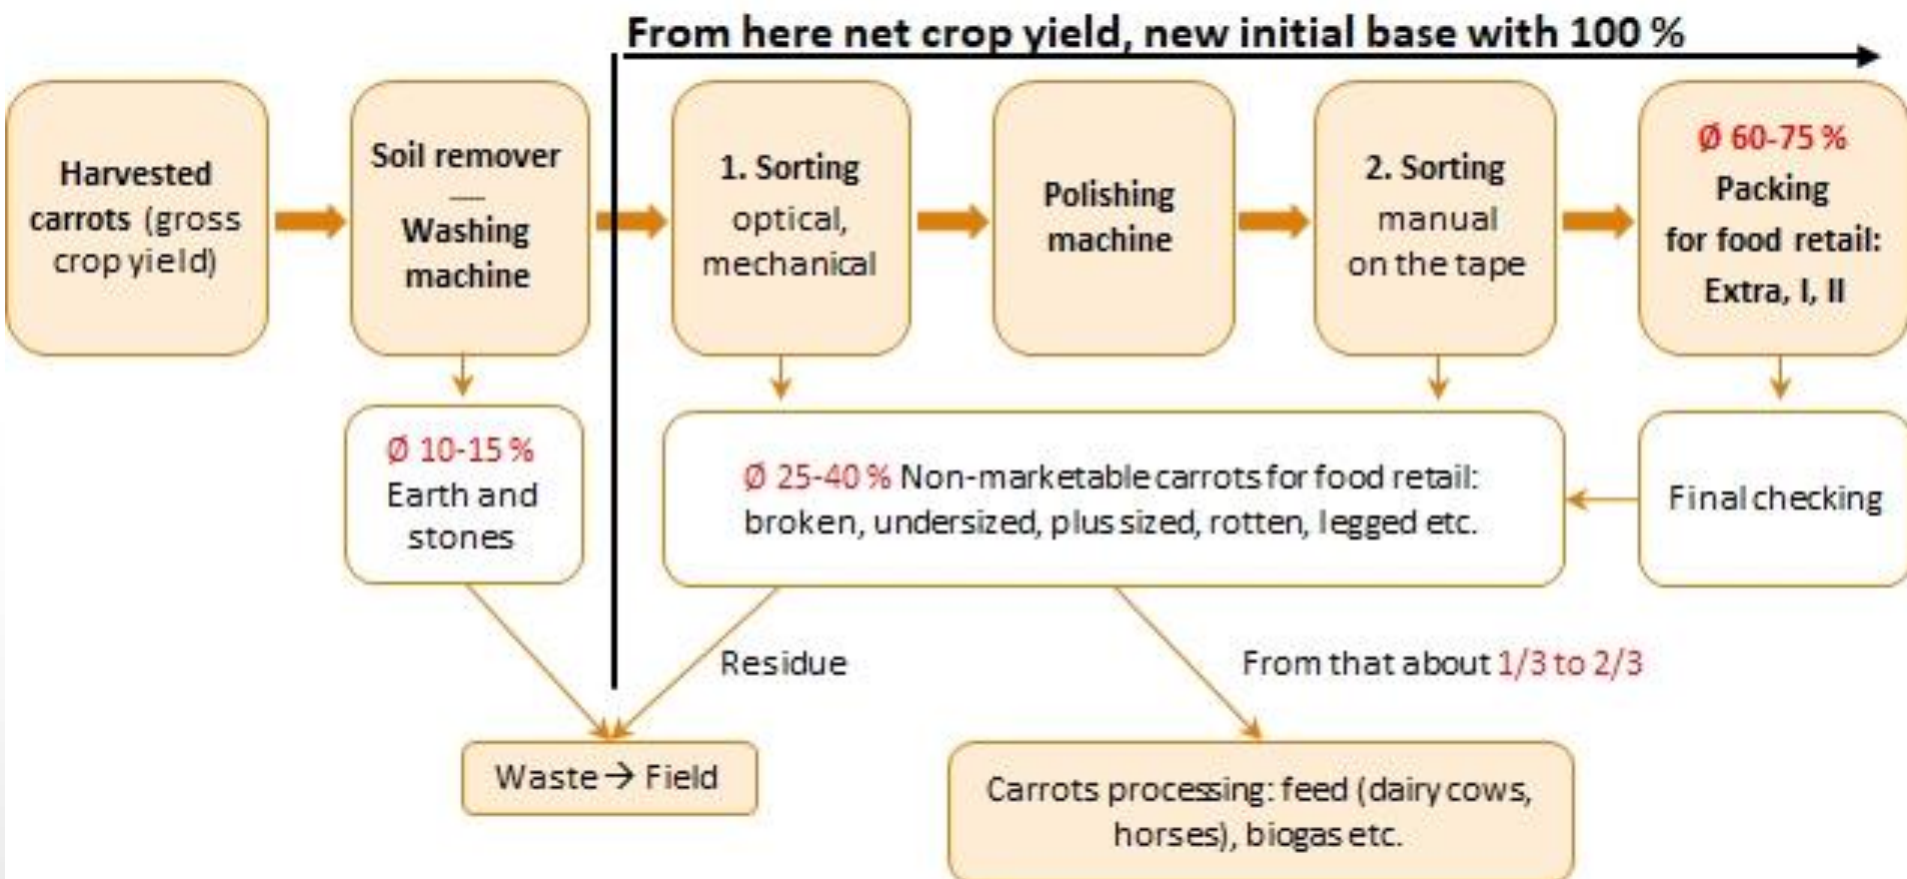 From here net crop yield, new initial base with 100 %
Harvested
carrots (gross
crop yield)
Soil remover
—
Washing
machine
1. Sorting
optical,
mechanical
Polishing
machine
2. Sorting
manual
on the tape
Ø 60-75 %
Packing
for food retail:
Extra, I, II
Ø 10-15 %
Earth and
stones
Ø 25-40 % Non-marketable carrots for food retail:
broken, undersized, plus sized, rotten, legged etc.
Final checking
Residue
From that about 1/3 to 2/3
Waste → Field
Carrots processing: feed (dairy cows,
horses), biogas etc.